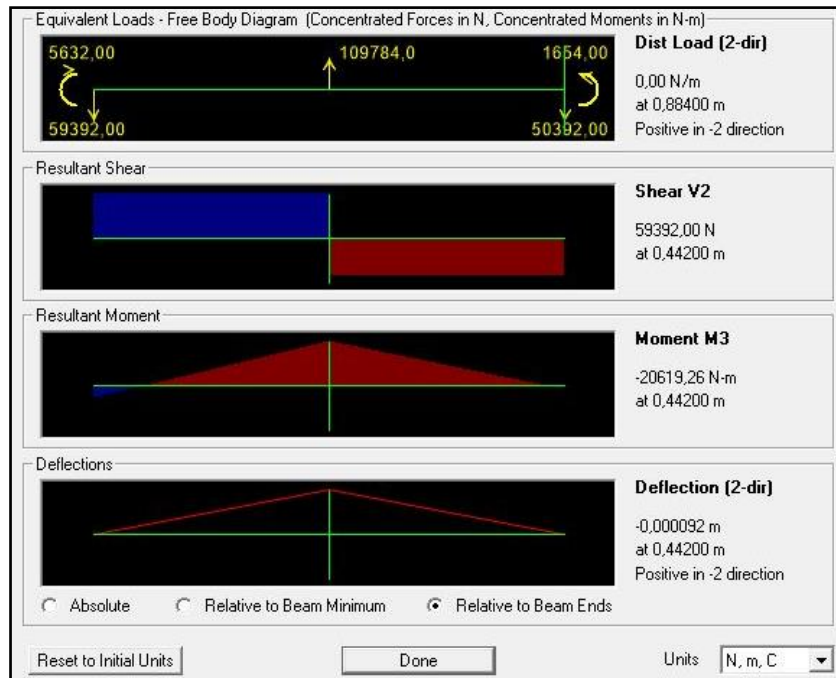 Equivalent Loads - Free Body Diagram (Concentrated Forces in N, Concentrated Moments in N-m)
5632,00 109784,0 1654,00
59392,00 50392,00
Dist Load (2-dir)
0,00 N/m
at 0,88400 m
Positive in -2 direction
Resultant Shear
Shear V2
59392,00 N
at 0,44200 m
Resultant Moment
Moment M3
-20619,26 N-m
at 0,44200 m
Deflections
Deflection (2-dir)
-0,000092 m
at 0,44200 m
Positive in -2 direction
Absolute Relative to Beam Minimum Relative to Beam Ends
Reset to Initial Units Done Units N, m, C